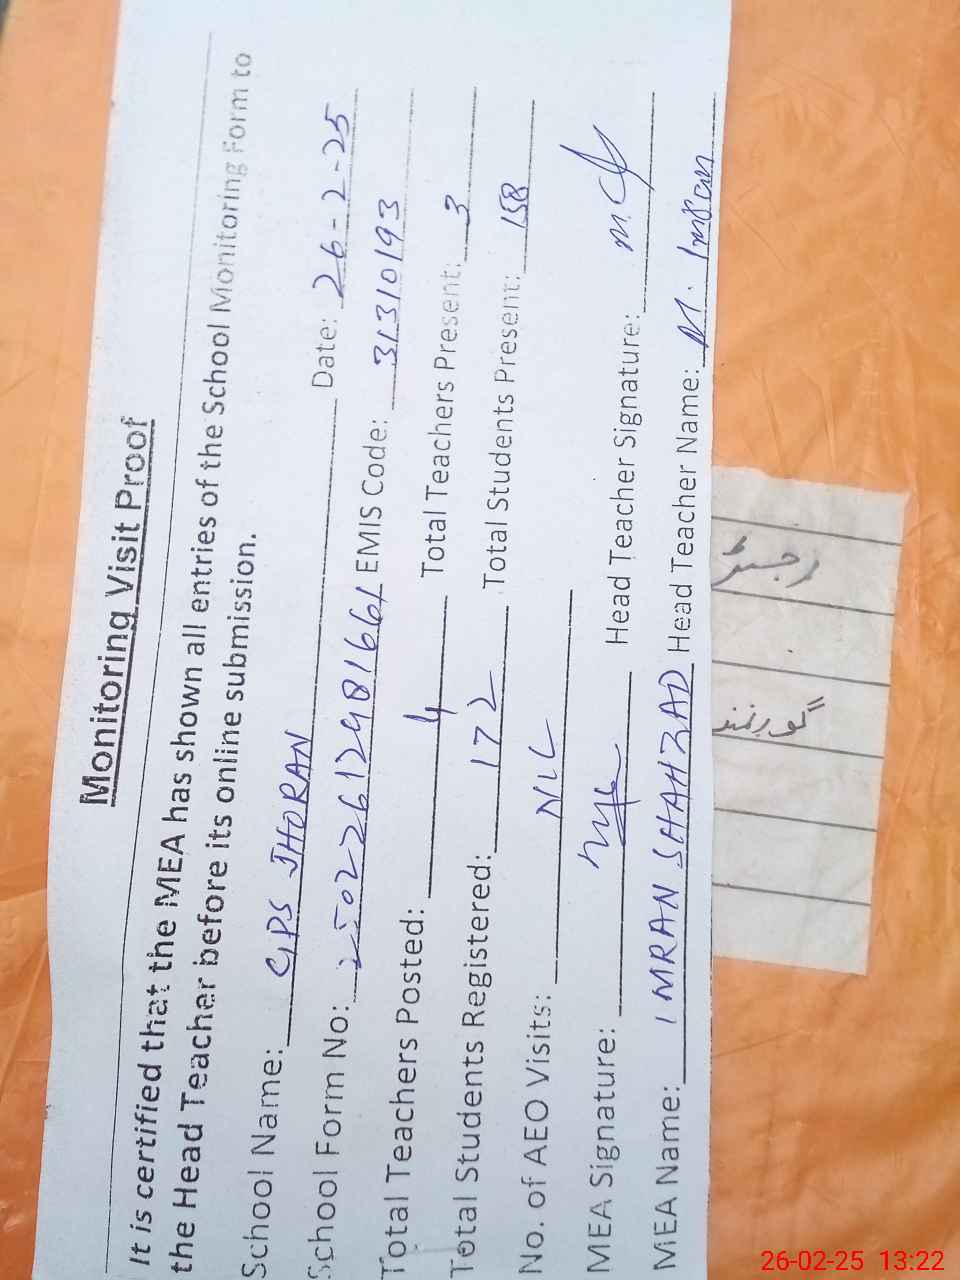 Monitoring Visit Proof
It is certified that the MEA has shown all entries of the School Monitoring Form to
the Head Teacher before its online submission.
School Name: GPS JHORAN Date: 26-2-25
School Form No: 250226124981661 EMIS Code: 31310193
Total Teachers Posted: 4 Total Teachers Present: 3
Total Students Registered: 172 Total Students Present: 158
No. of AEO Visits: NIL
MEA Signature: Head Teacher Signature:
MEA Name: IMRAN SHAHZAD Head Teacher Name: M. Imran
رجسٹر
گورنمنٹ
26-02-25 13:22